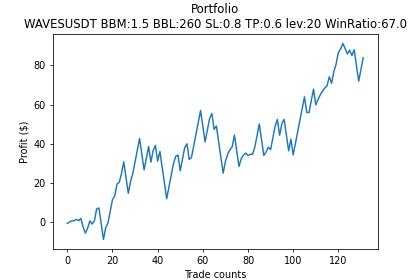 Portfolio
WAVESUSDT BBM:1.5 BBL:260 SL:0.8 TP:0.6 lev:20 WinRatio:67.0
Profit ($)
80
60
40
20
0
0 20 40 60 80 100 120
Trade counts